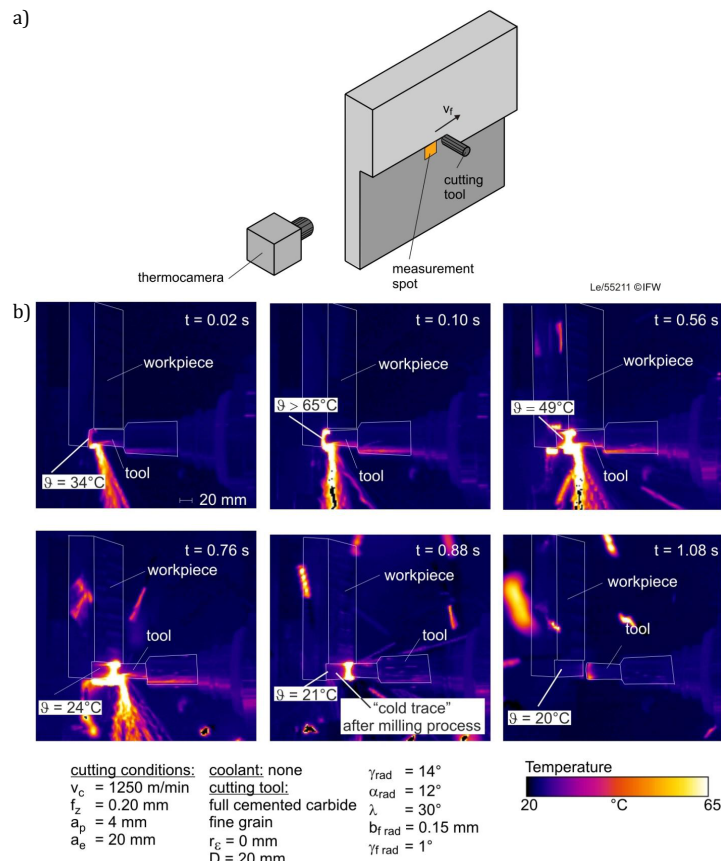 a)
v_f
cutting
tool
thermocamera
measurement
spot
Le/55211 ©IFW
b)
t = 0.02 s
workpiece
tool
ϑ = 34°C
20 mm
t = 0.10 s
workpiece
ϑ > 65°C
tool
t = 0.56 s
workpiece
ϑ = 49°C
tool
t = 0.76 s
workpiece
tool
ϑ = 24°C
t = 0.88 s
workpiece
tool
ϑ = 21°C
"cold trace"
after milling process
t = 1.08 s
workpiece
tool
ϑ = 20°C
cutting conditions:
v_c = 1250 m/min
f_z = 0.20 mm
a_p = 4 mm
a_e = 20 mm
coolant: none
cutting tool:
full cemented carbide
fine grain
r_ε = 0 mm
D = 20 mm
γ_rad = 14°
α_rad = 12°
λ = 30°
b_f rad = 0.15 mm
γ_f rad = 1°
Temperature
20 °C 65